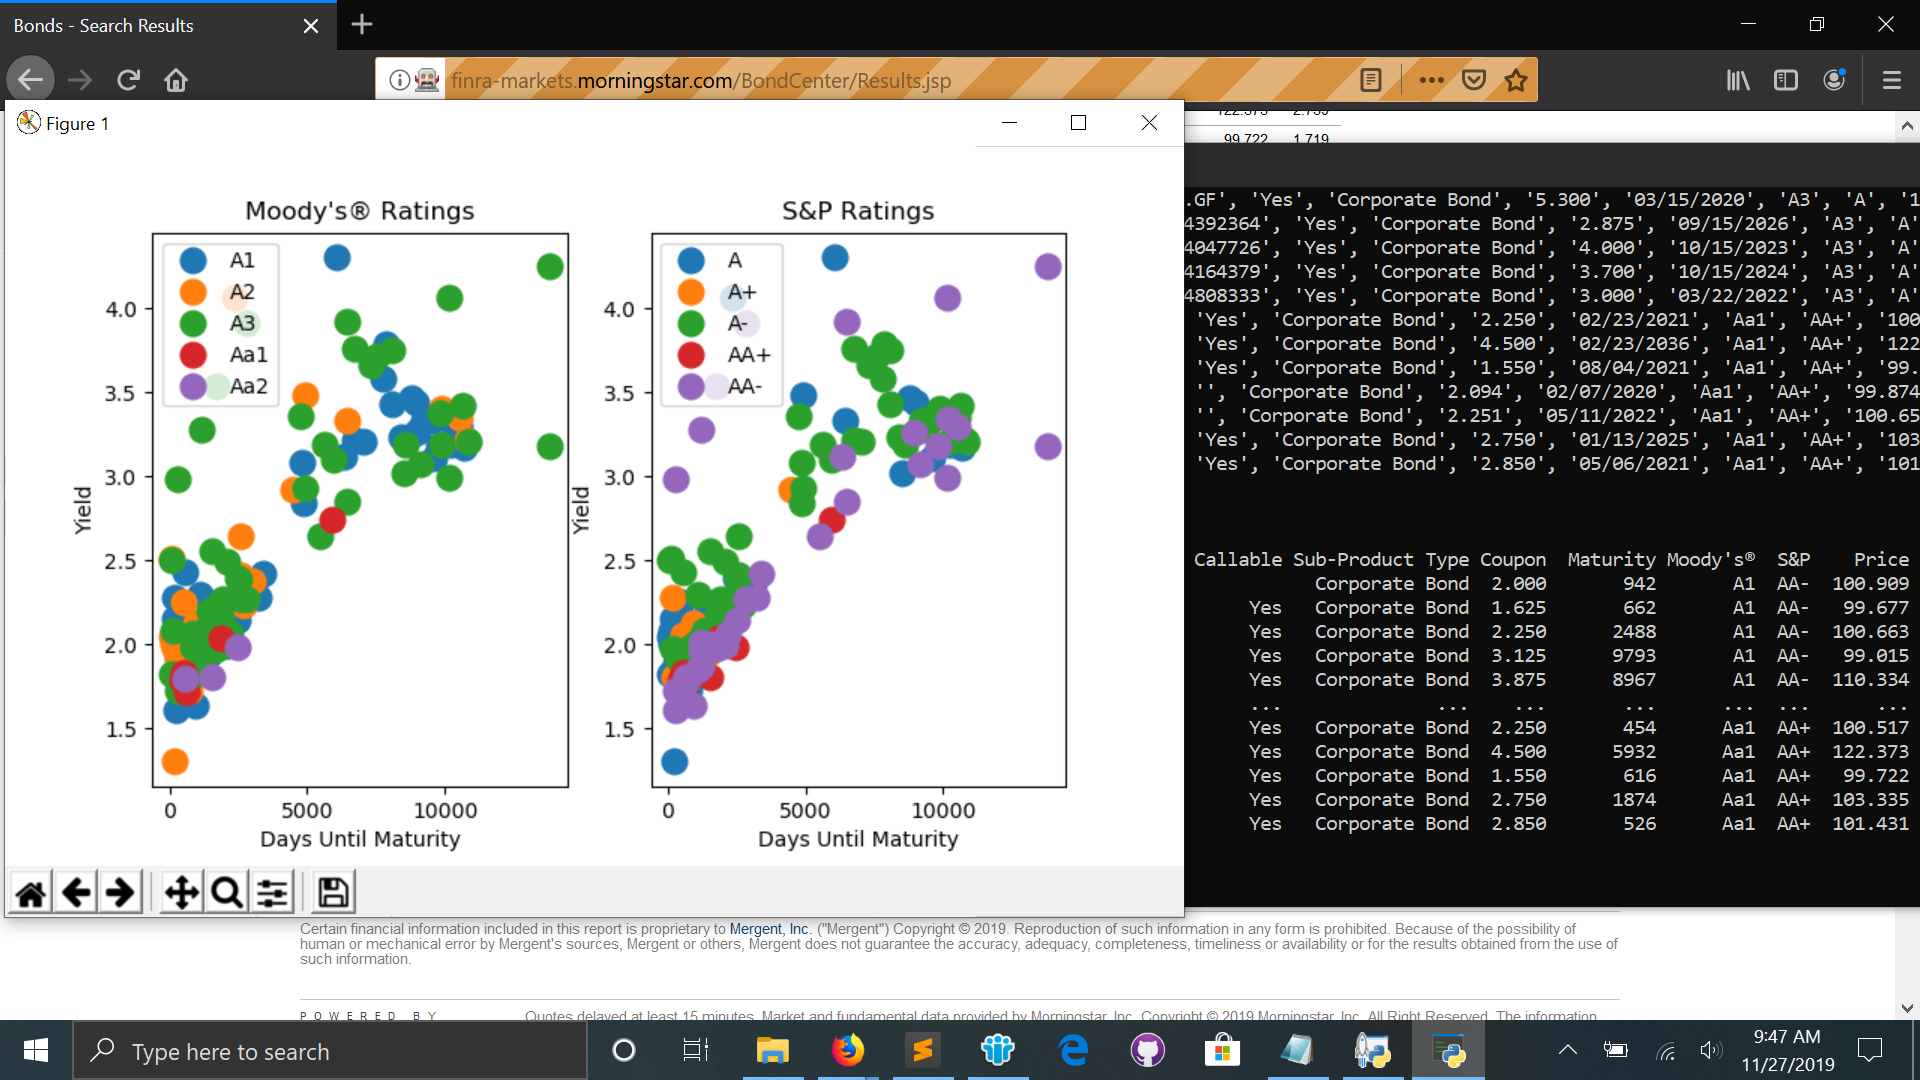 Bonds - Search Results
finra-markets.morningstar.com/BondCenter/Results.jsp
Figure 1
99.722 1.719
Moody's® Ratings
A1
A2
A3
Aa1
Aa2
4.0
3.5
3.0
2.5
2.0
1.5
Yield
0 5000 10000
Days Until Maturity
S&P Ratings
A
A+
A-
AA+
AA-
4.0
3.5
3.0
2.5
2.0
1.5
Yield
0 5000 10000
Days Until Maturity
.GF', 'Yes', 'Corporate Bond', '5.300', '03/15/2020', 'A3', 'A', '1
4392364', 'Yes', 'Corporate Bond', '2.875', '09/15/2026', 'A3', 'A'
4047726', 'Yes', 'Corporate Bond', '4.000', '10/15/2023', 'A3', 'A'
4164379', 'Yes', 'Corporate Bond', '3.700', '10/15/2024', 'A3', 'A'
4808333', 'Yes', 'Corporate Bond', '3.000', '03/22/2022', 'A3', 'A'
'Yes', 'Corporate Bond', '2.250', '02/23/2021', 'Aa1', 'AA+', '100
'Yes', 'Corporate Bond', '4.500', '02/23/2036', 'Aa1', 'AA+', '122
'Yes', 'Corporate Bond', '1.550', '08/04/2021', 'Aa1', 'AA+', '99.
'', 'Corporate Bond', '2.094', '02/07/2020', 'Aa1', 'AA+', '99.874
'', 'Corporate Bond', '2.251', '05/11/2022', 'Aa1', 'AA+', '100.65
'Yes', 'Corporate Bond', '2.750', '01/13/2025', 'Aa1', 'AA+', '103
'Yes', 'Corporate Bond', '2.850', '05/06/2021', 'Aa1', 'AA+', '101
Callable Sub-Product Type Coupon Maturity Moody's® S&P Price
Corporate Bond 2.000 942 A1 AA- 100.909
Yes Corporate Bond 1.625 662 A1 AA- 99.677
Yes Corporate Bond 2.250 2488 A1 AA- 100.663
Yes Corporate Bond 3.125 9793 A1 AA- 99.015
Yes Corporate Bond 3.875 8967 A1 AA- 110.334
... ... ... ... ... ... ...
Yes Corporate Bond 2.250 454 Aa1 AA+ 100.517
Yes Corporate Bond 4.500 5932 Aa1 AA+ 122.373
Yes Corporate Bond 1.550 616 Aa1 AA+ 99.722
Yes Corporate Bond 2.750 1874 Aa1 AA+ 103.335
Yes Corporate Bond 2.850 526 Aa1 AA+ 101.431
Certain financial information included in this report is proprietary to Mergent, Inc. ("Mergent") Copyright © 2019. Reproduction of such information in any form is prohibited. Because of the possibility of
human or mechanical error by Mergent's sources, Mergent or others, Mergent does not guarantee the accuracy, adequacy, completeness, timeliness or availability or for the results obtained from the use of
such information.
POWERED BY
Quotes delayed at least 15 minutes. Market and fundamental data provided by Morningstar, Inc. Copyright © 2019 Morningstar, Inc. All Right Reserved. The information
Type here to search
9:47 AM
11/27/2019